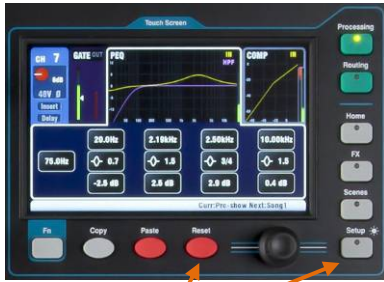 Touch Screen
CH 7
GATE OUT
PEQ
IN
HPF
COMP
IN
0dB
48V Ø
Insert
Delay
75.0Hz
20.0Hz
2.19kHz
2.50kHz
10.00kHz
0.7
1.5
3/4
1.5
-2.5 dB
2.5 dB
2.9 dB
0.4 dB
Curr:Pre-show Next:Song1
Processing
Routing
Home
FX
Scenes
Setup
Fn
Copy
Paste
Reset